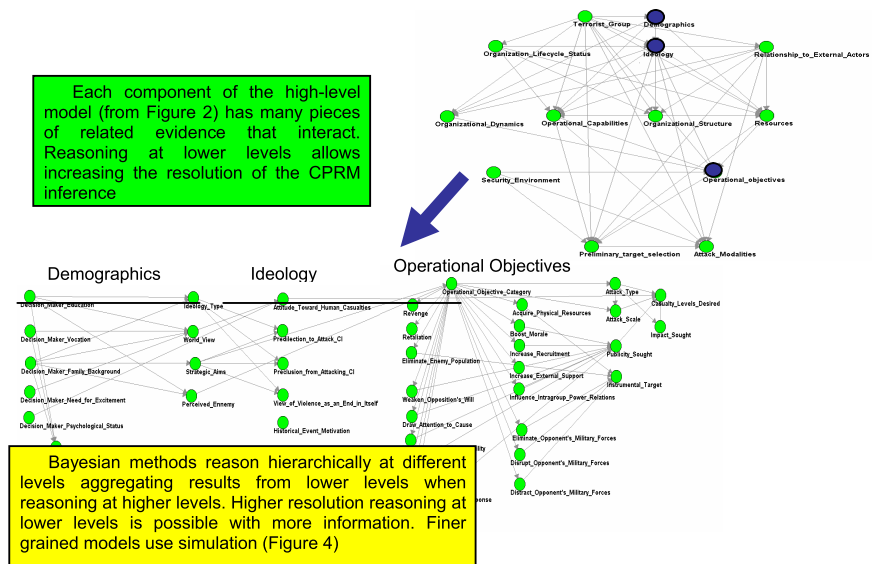 Terrorist_Group
Demographics
Organization_Lifecycle_Status
Ideology
Relationship_to_External_Actors
Organizational_Dynamics
Operational_Capabilities
Organizational_Structure
Resources
Security_Environment
Operational_objectives
Preliminary_target_selection
Attack_Modalities
Each component of the high-level
model (from Figure 2) has many pieces
of related evidence that interact.
Reasoning at lower levels allows
increasing the resolution of the CPRM
inference
Demographics
Ideology
Operational Objectives
Decision_Maker_Education
Decision_Maker_Vocation
Decision_Maker_Family_Background
Decision_Maker_Need_for_Excitement
Decision_Maker_Psychological_Status
Ideology_Type
World_View
Strategic_Aims
Perceived_Ennemy
Attitude_Toward_Human_Casualties
Predilection_to_Attack_CI
Preclusion_from_Attacking_CI
View_of_Violence_as_an_End_in_Itself
Historical_Event_Motivation
Operational_Objective_Category
Revenge
Retaliation
Eliminate_Enemy_Population
Weaken_Opposition's_Will
Draw_Attention_to_Cause
bility
ponse
Acquire_Physical_Resources
Boost_Morale
Increase_Recruitment
Increase_External_Support
Influence_Intragroup_Power_Relations
Eliminate_Opponent's_Military_Forces
Disrupt_Opponent's_Military_Forces
Distract_Opponent's_Military_Forces
Attack_Type
Attack_Scale
Publicity_Sought
Instrumental_Target
Casualty_Levels_Desired
Impact_Sought
Bayesian methods reason hierarchically at different
levels aggregating results from lower levels when
reasoning at higher levels. Higher resolution reasoning at
lower levels is possible with more information. Finer
grained models use simulation (Figure 4)